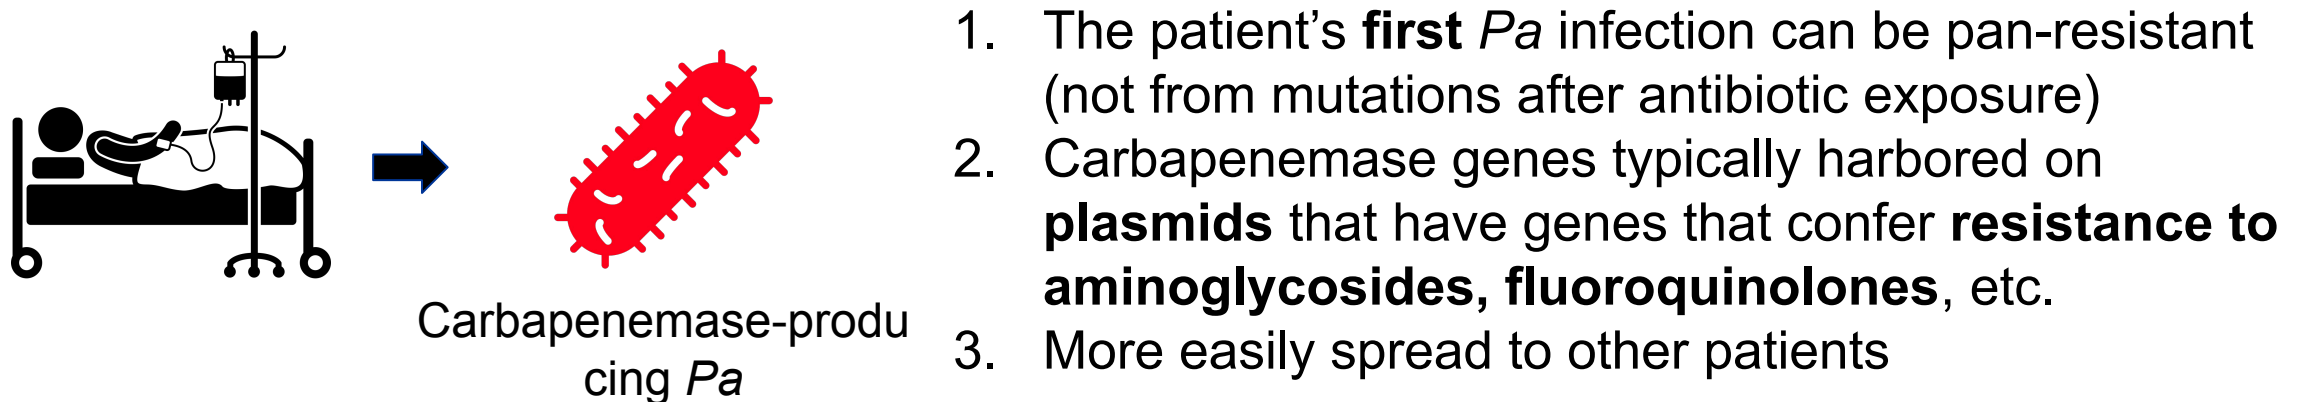 Carbapenemase-produ
cing Pa
1. The patient’s first Pa infection can be pan-resistant
(not from mutations after antibiotic exposure)
2. Carbapenemase genes typically harbored on
plasmids that have genes that confer resistance to
aminoglycosides, fluoroquinolones, etc.
3. More easily spread to other patients